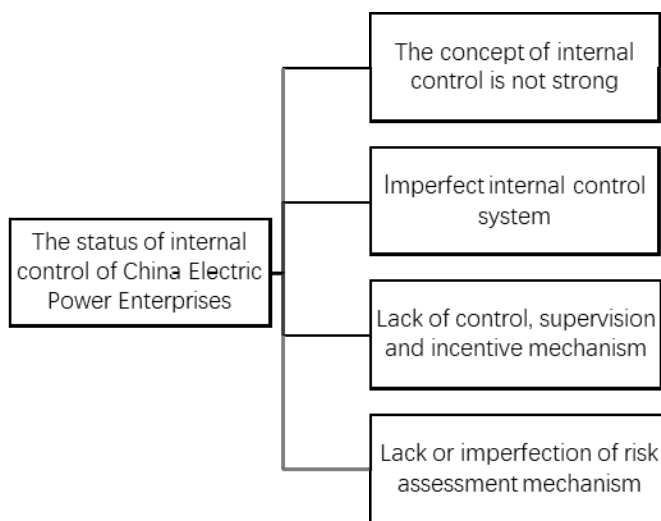 The concept of internal
control is not strong
Imperfect internal control
system
The status of internal
control of China Electric
Power Enterprises
Lack of control, supervision
and incentive mechanism
Lack or imperfection of risk
assessment mechanism